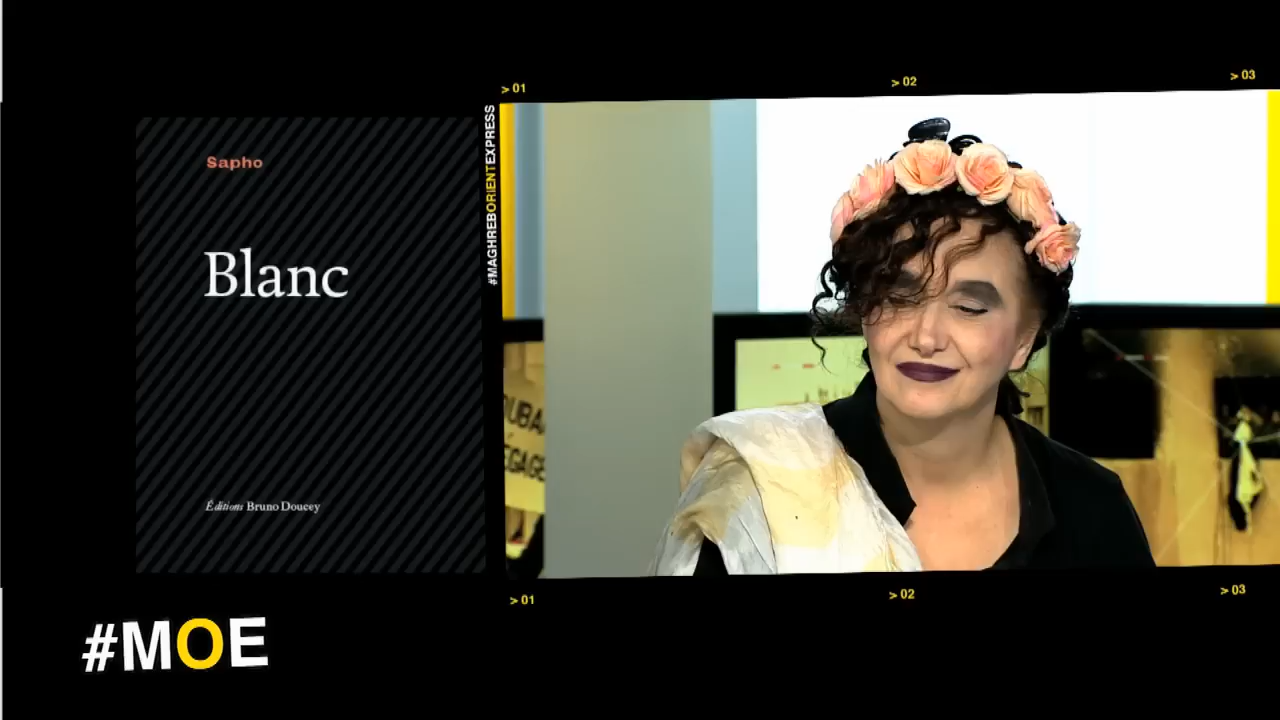 > 01
> 02
> 03
#MAGHREBORIENTEXPRESS
Sapho
Blanc
Éditions Bruno Doucey
> 01
> 02
> 03
#MOE